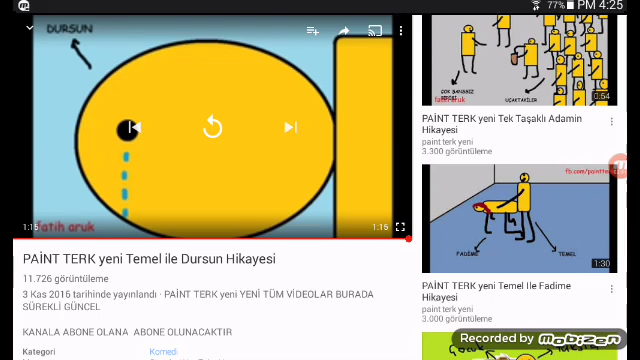 77% PM 4:25
DURSUN
fatih aruk
1:15
1:15
PAİNT TERK yeni Temel ile Dursun Hikayesi
11.726 görüntüleme
3 Kas 2016 tarihinde yayınlandı · PAİNT TERK yeni YENİ TÜM VİDEOLAR BURADA
SÜREKLİ GÜNCEL
KANALA ABONE OLANA ABONE OLUNACAKTIR
Kategori
Komedi
ÇOK ŞANSSIZ
fatih aruk
UÇAKTAKİLER
0:54
PAİNT TERK yeni Tek Taşaklı Adamin
Hikayesi
paint terk yeni
3.300 görüntüleme
FADİME
TEMEL
1:30
PAİNT TERK yeni Temel Ile Fadime
Hikayesi
paint terk yeni
3.000 görüntüleme
Recorded by MOBIZEN